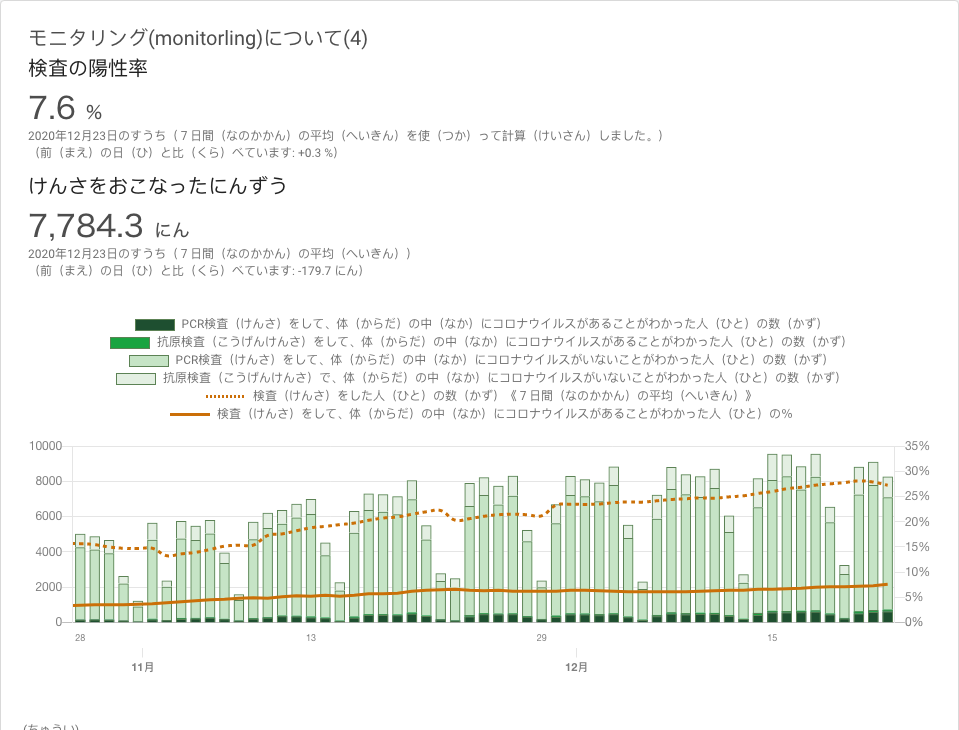 モニタリング(monitorling)について(4)
検査の陽性率
7.6 %
2020年12月23日のすうち（７日間（なのかかん）の平均（へいきん）を使（つか）って計算（けいさん）しました。）
（前（まえ）の日（ひ）と比（くら）べています: +0.3 %）
けんさをおこなったにんずう
7,784.3 にん
2020年12月23日のすうち（７日間（なのかかん）の平均（へいきん））
（前（まえ）の日（ひ）と比（くら）べています: -179.7 にん）
PCR検査（けんさ）をして、体（からだ）の中（なか）にコロナウイルスがあることがわかった人（ひと）の数（かず）
抗原検査（こうげんけんさ）をして、体（からだ）の中（なか）にコロナウイルスがあることがわかった人（ひと）の数（かず）
PCR検査（けんさ）をして、体（からだ）の中（なか）にコロナウイルスがいないことがわかった人（ひと）の数（かず）
抗原検査（こうげんけんさ）で、体（からだ）の中（なか）にコロナウイルスがいないことがわかった人（ひと）の数（かず）
検査（けんさ）をした人（ひと）の数（かず）《７日間（なのかかん）の平均（へいきん）》
検査（けんさ）をして、体（からだ）の中（なか）にコロナウイルスがあることがわかった人（ひと）の%
10000 35%
30%
8000
25%
6000 20%
4000 15%
10%
2000
5%
0 0%
28 13 29 15
11月 12月
(ちゅうい)